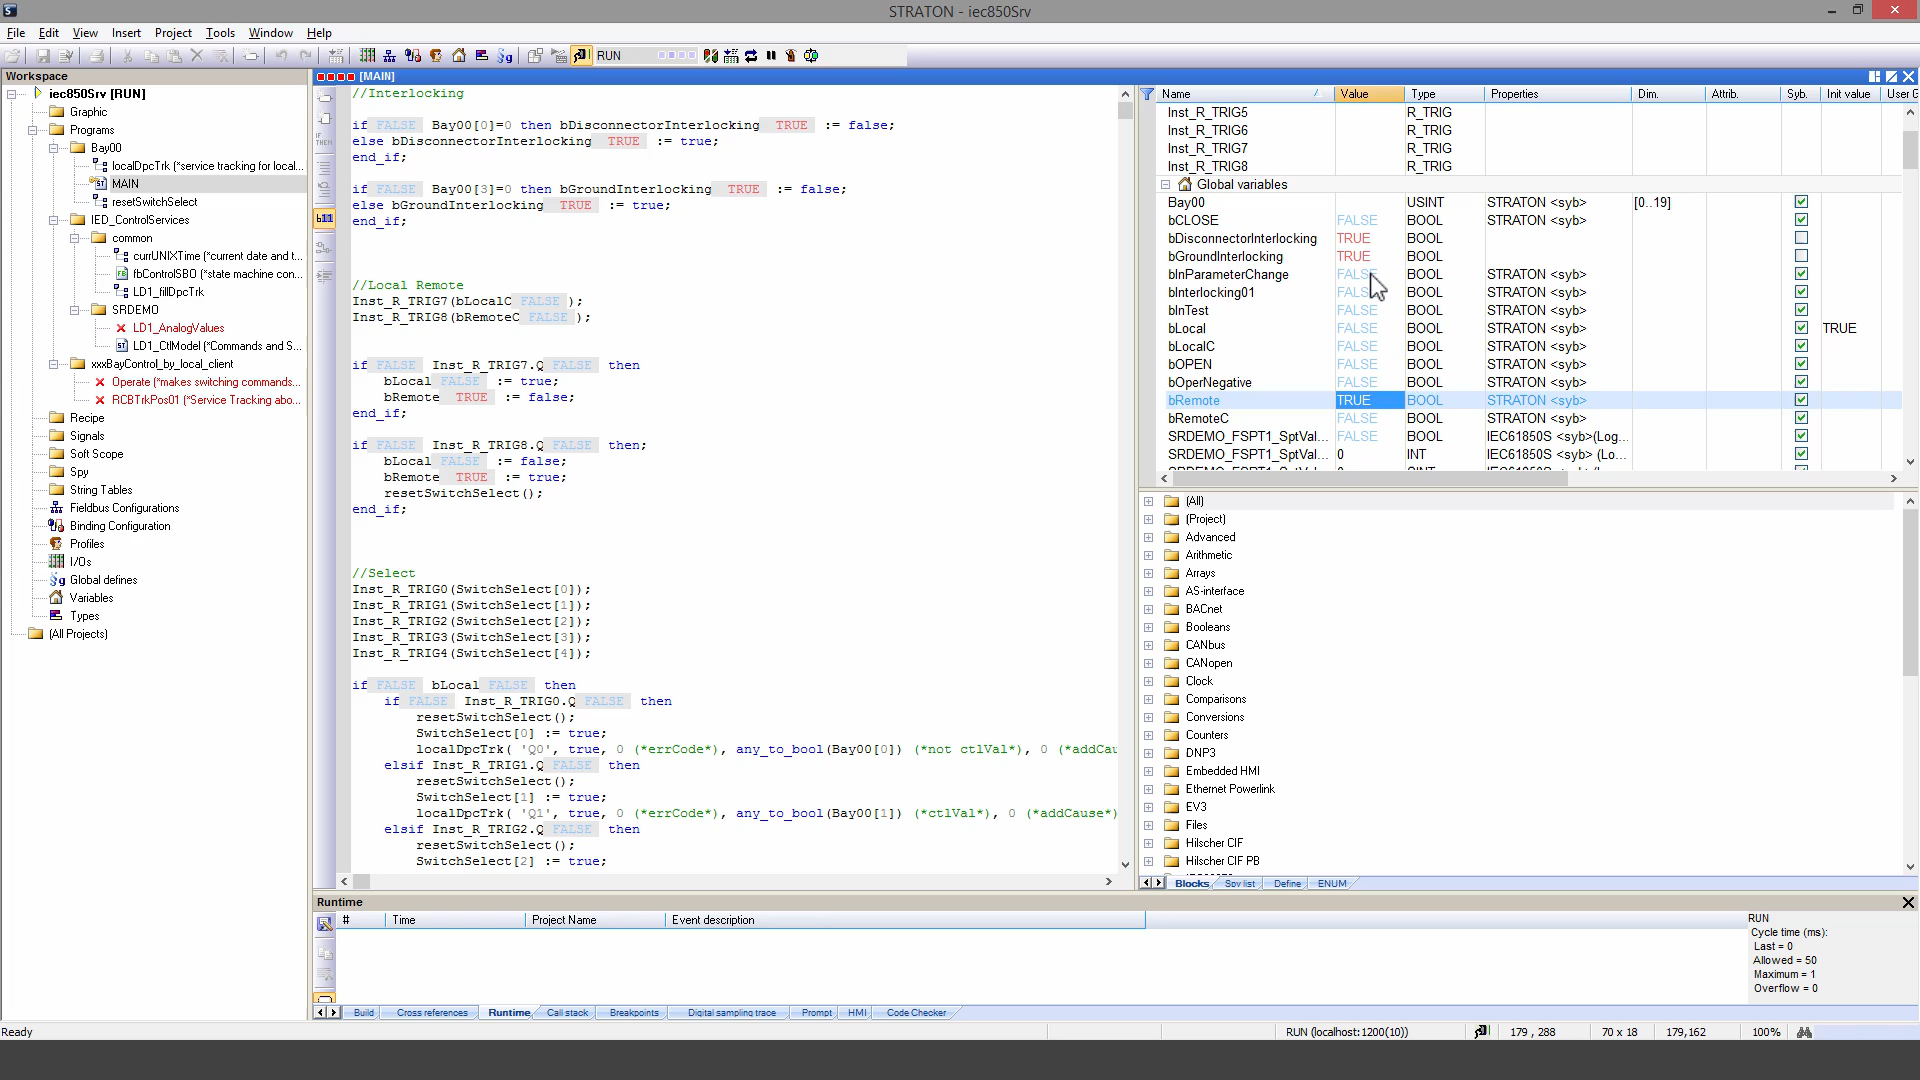 STRATON - iec850Srv
File Edit View Insert Project Tools Window Help
RUN
Workspace
iec850Srv [RUN]
Graphic
Programs
Bay00
localDpcTrk (*service tracking for local...
MAIN
resetSwitchSelect
IED_ControlServices
common
currUNIXTime (*current date and t...
fbControlSBO (*state machine con...
LD1_fillDpcTrk
SRDEMO
LD1_AnalogValues
LD1_CtlModel (*Commands and S...
xxxBayControl_by_local_client
Operate (*makes switching commands...
RCBTrkPos01 (*Service Tracking abo...
Recipe
Signals
Soft Scope
Spy
String Tables
Fieldbus Configurations
Binding Configuration
Profiles
I/Os
Global defines
Variables
Types
(All Projects)
[MAIN]
//Interlocking
if FALSE Bay00[0]=0 then bDisconnectorInterlocking TRUE := false;
else bDisconnectorInterlocking TRUE := true;
end_if;
if FALSE Bay00[3]=0 then bGroundInterlocking TRUE := false;
else bGroundInterlocking TRUE := true;
end_if;
//Local Remote
Inst_R_TRIG7(bLocalC FALSE );
Inst_R_TRIG8(bRemoteC FALSE );
if FALSE Inst_R_TRIG7.Q FALSE then
bLocal FALSE := true;
bRemote TRUE := false;
end_if;
if FALSE Inst_R_TRIG8.Q FALSE then;
bLocal FALSE := false;
bRemote TRUE := true;
resetSwitchSelect();
end_if;
//Select
Inst_R_TRIG0(SwitchSelect[0]);
Inst_R_TRIG1(SwitchSelect[1]);
Inst_R_TRIG2(SwitchSelect[2]);
Inst_R_TRIG3(SwitchSelect[3]);
Inst_R_TRIG4(SwitchSelect[4]);
if FALSE bLocal FALSE then
if FALSE Inst_R_TRIG0.Q FALSE then
resetSwitchSelect();
SwitchSelect[0] := true;
localDpcTrk( 'Q0', true, 0 (*errCode*), any_to_bool(Bay00[0]) (*not ctlVal*), 0 (*addCau
elsif Inst_R_TRIG1.Q FALSE then
resetSwitchSelect();
SwitchSelect[1] := true;
localDpcTrk( 'Q1', true, 0 (*errCode*), any_to_bool(Bay00[1]) (*ctlVal*), 0 (*addCause*)
elsif Inst_R_TRIG2.Q FALSE then
resetSwitchSelect();
SwitchSelect[2] := true;
Name Value Type Properties Dim. Attrib. Syb. Init value User G
Inst_R_TRIG5 R_TRIG
Inst_R_TRIG6 R_TRIG
Inst_R_TRIG7 R_TRIG
Inst_R_TRIG8 R_TRIG
Global variables
Bay00 USINT STRATON <syb> [0..19]
bCLOSE FALSE BOOL STRATON <syb>
bDisconnectorInterlocking TRUE BOOL
bGroundInterlocking TRUE BOOL
bInParameterChange FALSE BOOL STRATON <syb>
bInterlocking01 FALSE BOOL STRATON <syb>
bInTest FALSE BOOL STRATON <syb>
bLocal FALSE BOOL STRATON <syb> TRUE
bLocalC FALSE BOOL STRATON <syb>
bOPEN FALSE BOOL STRATON <syb>
bOperNegative FALSE BOOL STRATON <syb>
bRemote TRUE BOOL STRATON <syb>
bRemoteC FALSE BOOL STRATON <syb>
SRDEMO_FSPT1_SptVal... FALSE BOOL IEC61850S <syb>(Log...
SRDEMO_FSPT1_SptVal... 0 INT IEC61850S <syb> (Lo...
(All)
(Project)
Advanced
Arithmetic
Arrays
AS-interface
BACnet
Booleans
CANbus
CANopen
Clock
Comparisons
Conversions
Counters
DNP3
Embedded HMI
Ethernet Powerlink
EV3
Files
Hilscher CIF
Hilscher CIF PB
Blocks Spy list Define ENUM
Runtime
# Time Project Name Event description
RUN
Cycle time (ms):
Last = 0
Allowed = 50
Maximum = 1
Overflow = 0
Build Cross references Runtime Call stack Breakpoints Digital sampling trace Prompt HMI Code Checker
Ready RUN (localhost:1200(10)) 179 , 288 70 x 18 179,162 100%